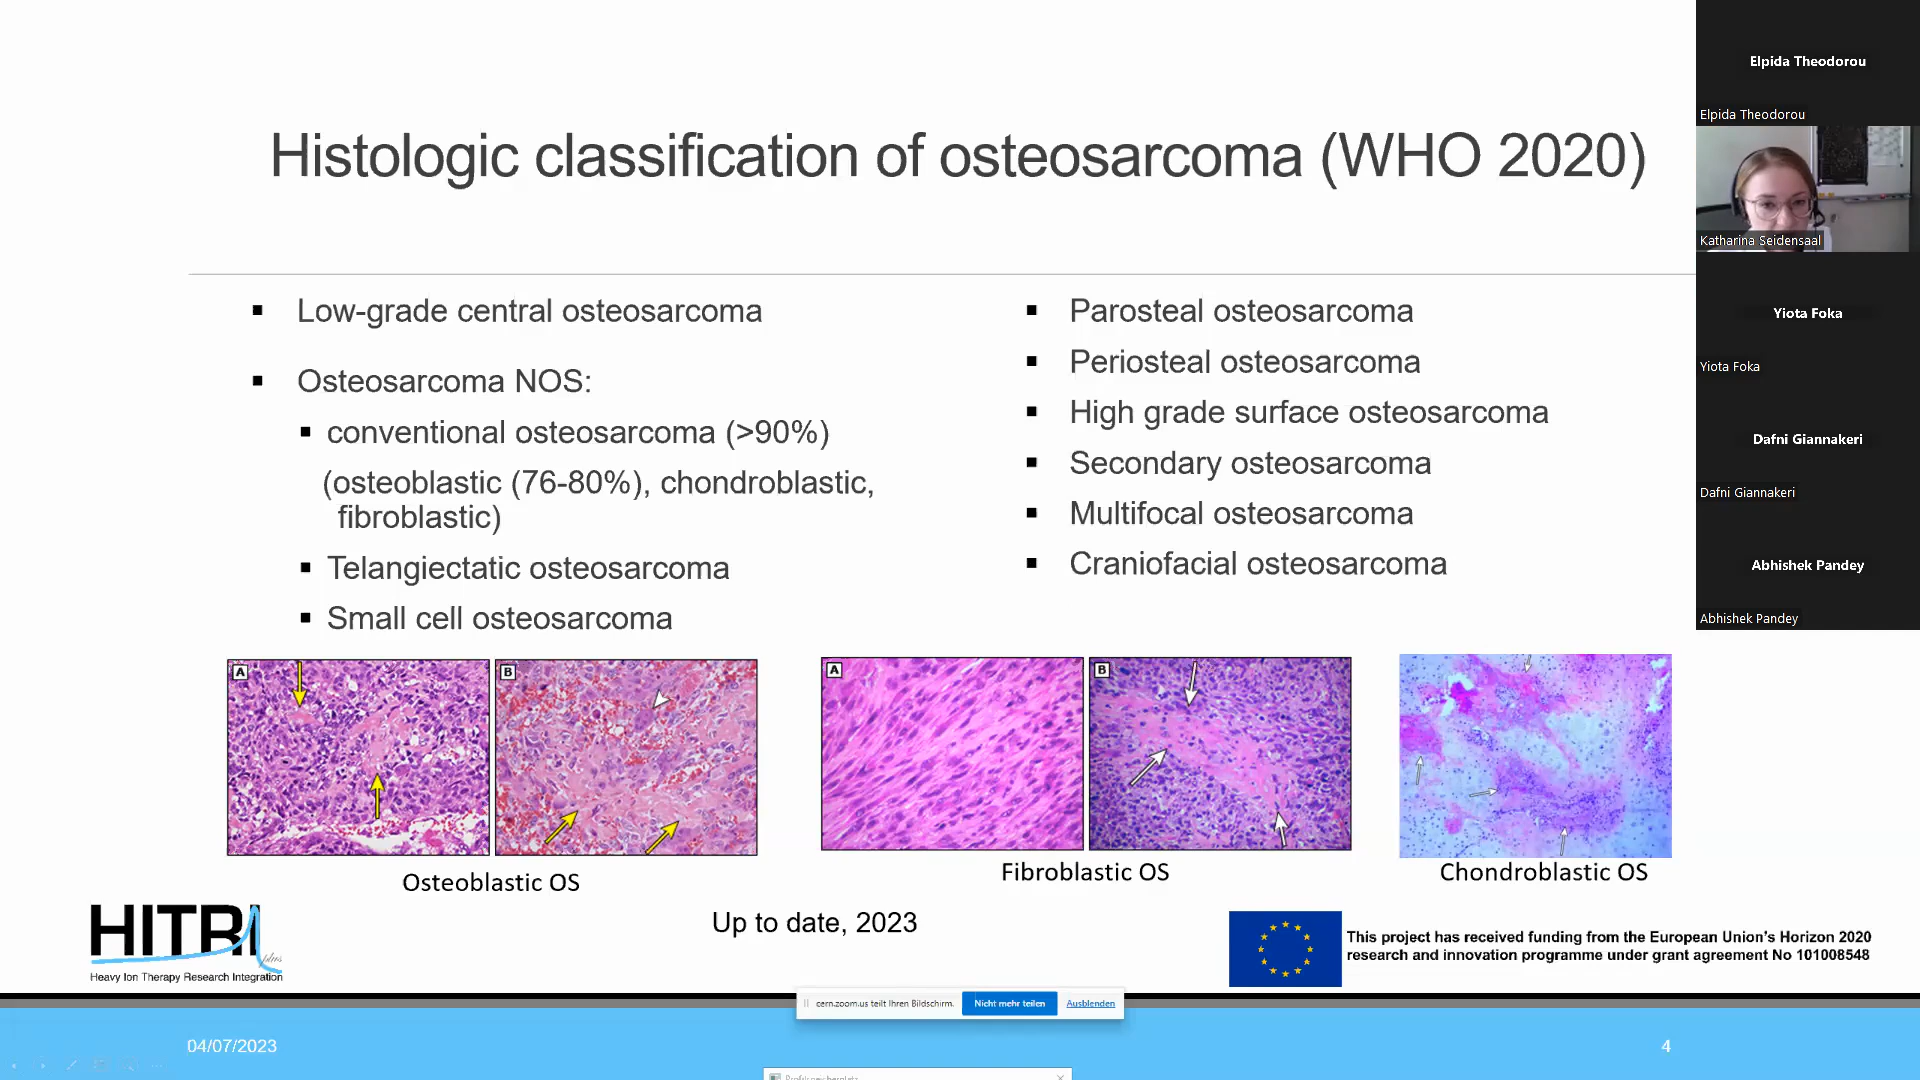 Histologic classification of osteosarcoma (WHO 2020)
▪ Low-grade central osteosarcoma
▪ Osteosarcoma NOS:
▪ conventional osteosarcoma (>90%)
(osteoblastic (76-80%), chondroblastic,
fibroblastic)
▪ Telangiectatic osteosarcoma
▪ Small cell osteosarcoma
▪ Parosteal osteosarcoma
▪ Periosteal osteosarcoma
▪ High grade surface osteosarcoma
▪ Secondary osteosarcoma
▪ Multifocal osteosarcoma
▪ Craniofacial osteosarcoma
A
B
Osteoblastic OS
A
B
Fibroblastic OS
Chondroblastic OS
Up to date, 2023
HITRI
Heavy Ion Therapy Research Integration
This project has received funding from the European Union's Horizon 2020
research and innovation programme under grant agreement No 101008548
cern.zoom.us teilt Ihren Bildschirm.
Nicht mehr teilen
Ausblenden
04/07/2023
4
Elpida Theodorou
Elpida Theodorou
Katharina Seidensaal
Yiota Foka
Yiota Foka
Dafni Giannakeri
Dafni Giannakeri
Abhishek Pandey
Abhishek Pandey